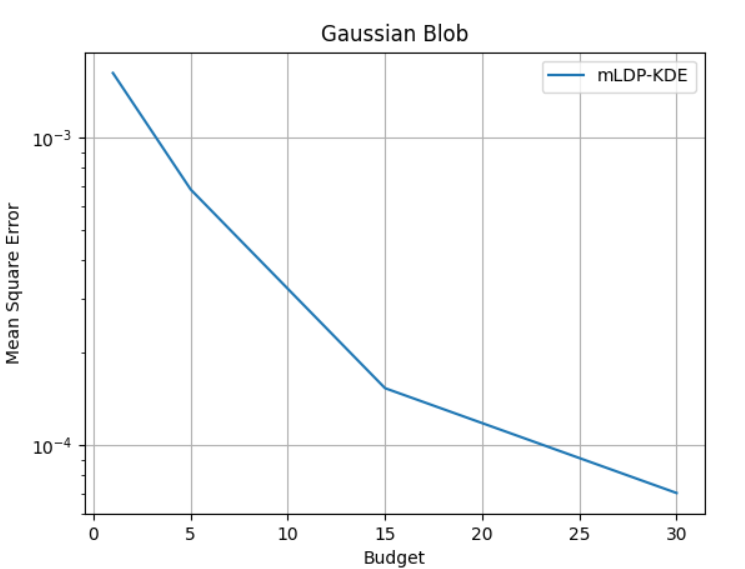 Gaussian Blob
mLDP-KDE
10⁻³
10⁻⁴
Mean Square Error
0 5 10 15 20 25 30
Budget